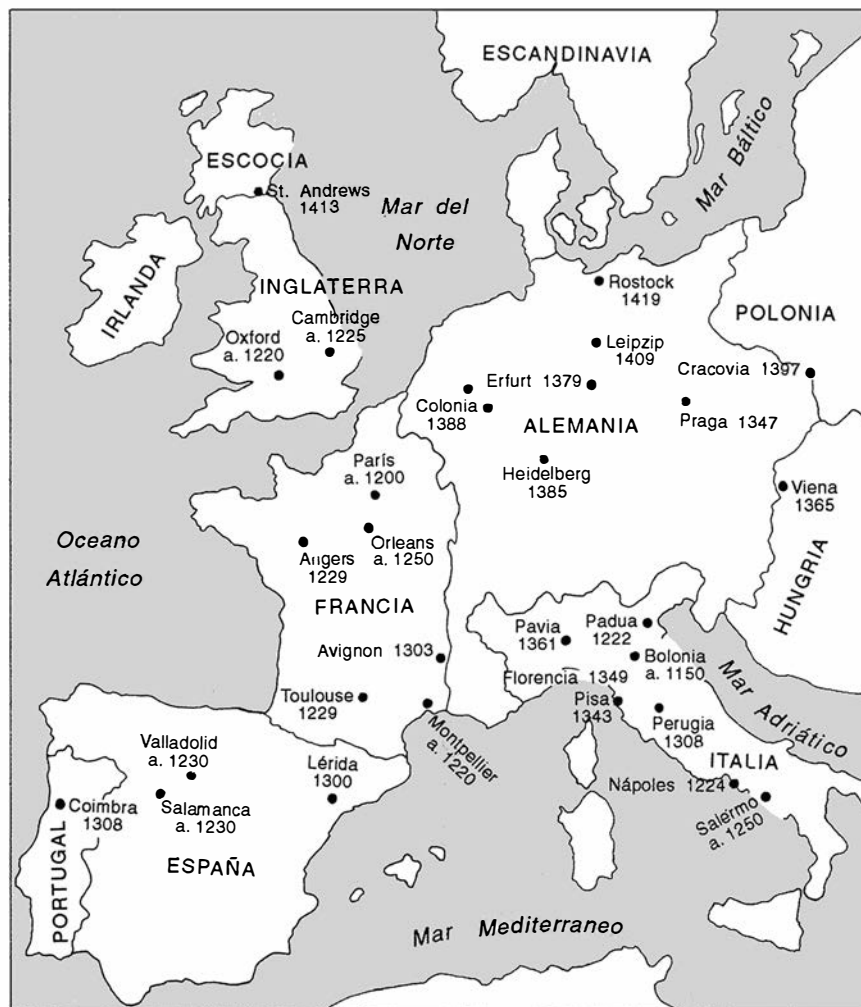 ESCANDINAVIA
Mar Báltico
ESCOCIA
St. Andrews
1413
Mar del
Norte
IRLANDA
INGLATERRA
Cambridge
a. 1225
Oxford
a. 1220
Rostock
1419
POLONIA
Leipzip
1409
Cracovia 1397
Erfurt 1379
Colonia
1388
ALEMANIA
Praga 1347
Heidelberg
1385
Viena
1365
HUNGRIA
París
a. 1200
Orleans
a. 1250
Angers
1229
Oceano
Atlántico
FRANCIA
Avignon 1303
Toulouse
1229
Montpellier
a. 1220
Pavia
1361
Padua
1222
Bolonia
a. 1150
Florencia 1349
Pisa
1343
Perugia
1308
Mar Adriático
ITALIA
Nápoles 1224
Salermo
a. 1250
Valladolid
a. 1230
Lérida
1300
Salamanca
a. 1230
Coimbra
1308
PORTUGAL
ESPAÑA
Mar Mediterraneo